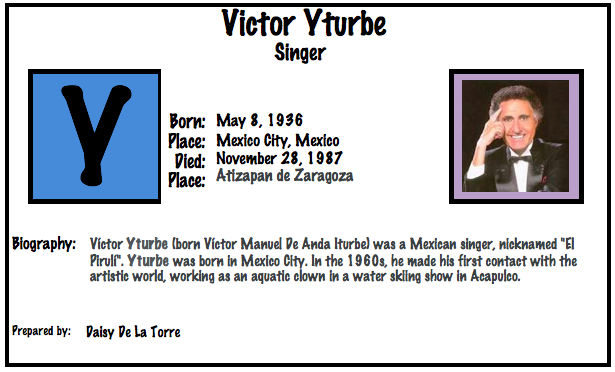 Victor Yturbe
Singer
Y
Born: May 8, 1936
Place: Mexico City, Mexico
Died: November 28, 1987
Place: Atizapan de Zaragoza
Biography: Víctor Yturbe (born Víctor Manuel De Anda Iturbe) was a Mexican singer, nicknamed "El
Pirulí". Yturbe was born in Mexico City. In the 1960s, he made his first contact with the
artistic world, working as an aquatic clown in a water skiing show in Acapulco.
Prepared by: Daisy De La Torre